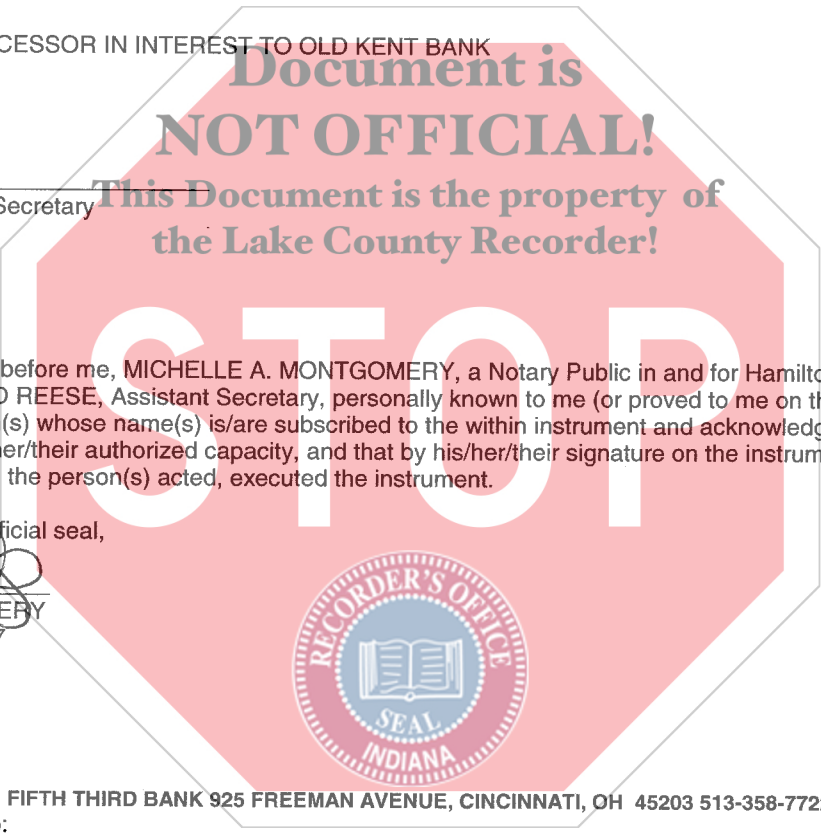 CESSOR IN INTEREST TO OLD KENT BANK
Document is
NOT OFFICIAL!
This Document is the property of
Secretary
the Lake County Recorder!
STOP
before me, MICHELLE A. MONTGOMERY, a Notary Public in and for Hamilto
D REESE, Assistant Secretary, personally known to me (or proved to me on th
(s) whose name(s) is/are subscribed to the within instrument and acknowledg
er/their authorized capacity, and that by his/her/their signature on the instrum
the person(s) acted, executed the instrument.
ficial seal,
ERY
RECORDER'S OFFICE
SEAL
INDIANA
FIFTH THIRD BANK 925 FREEMAN AVENUE, CINCINNATI, OH 45203 513-358-772
: